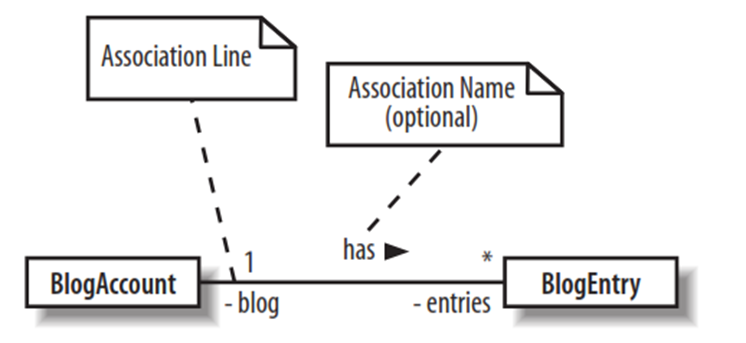 Association Line
Association Name
(optional)
has ►
1
*
BlogAccount
BlogEntry
- blog
- entries